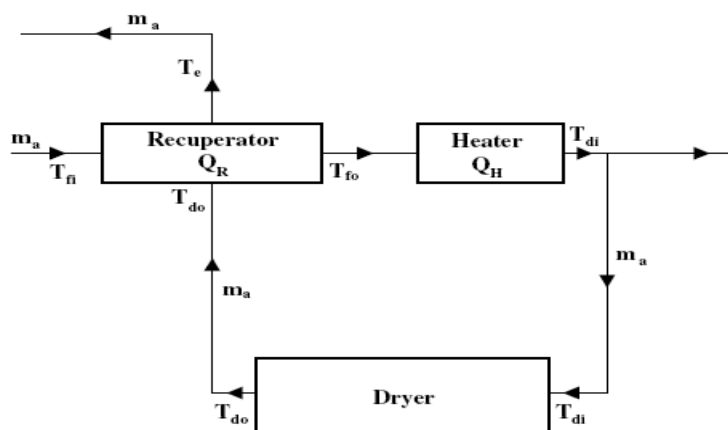 m a
T e
m a
Recuperator
Q R
T fi
T fo
T do
Heater
Q H
T di
m a
m a
Dryer
T do
T di